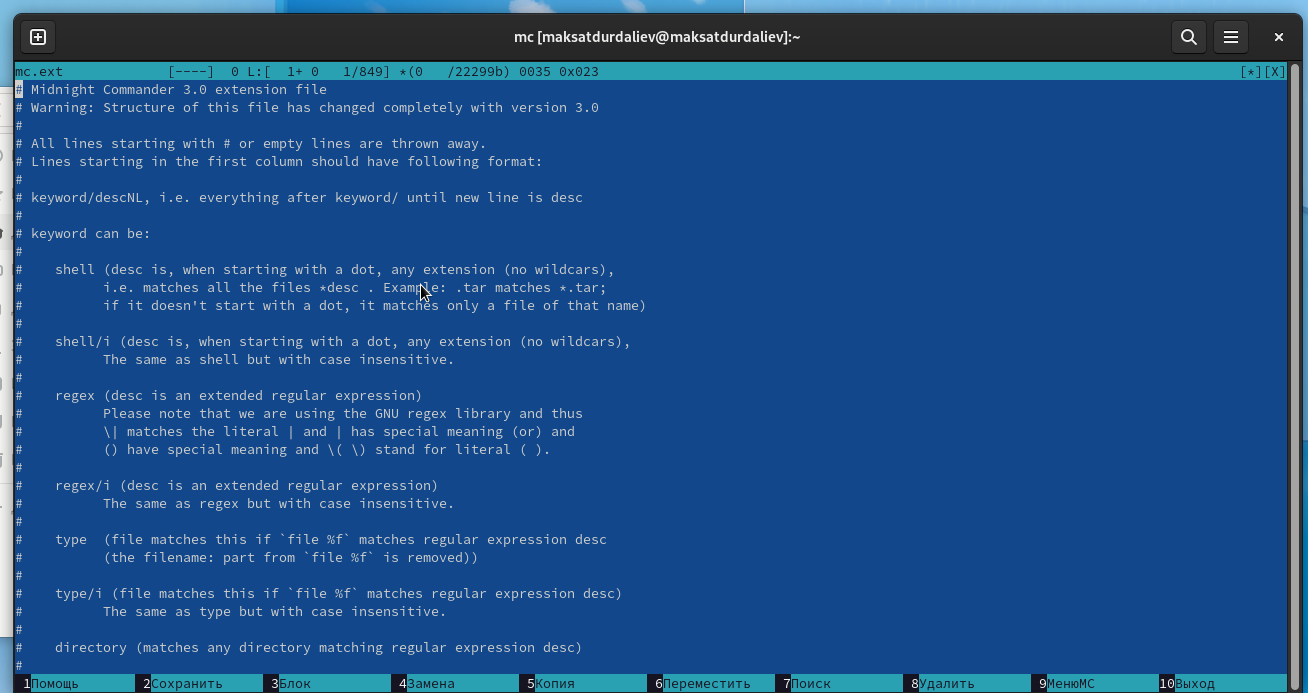 mc [maksatdurdaliev@maksatdurdaliev]:~
mc.ext [----] 0 L:[ 1+ 0 1/849] *(0 /22299b) 0035 0x023 [*][X]
# Midnight Commander 3.0 extension file
# Warning: Structure of this file has changed completely with version 3.0
#
# All lines starting with # or empty lines are thrown away.
# Lines starting in the first column should have following format:
#
# keyword/descNL, i.e. everything after keyword/ until new line is desc
#
# keyword can be:
#
#    shell (desc is, when starting with a dot, any extension (no wildcars),
#          i.e. matches all the files *desc . Example: .tar matches *.tar;
#          if it doesn't start with a dot, it matches only a file of that name)
#
#    shell/i (desc is, when starting with a dot, any extension (no wildcars),
#          The same as shell but with case insensitive.
#
#    regex (desc is an extended regular expression)
#          Please note that we are using the GNU regex library and thus
#          \| matches the literal | and | has special meaning (or) and
#          () have special meaning and \( \) stand for literal ( ).
#
#    regex/i (desc is an extended regular expression)
#          The same as regex but with case insensitive.
#
#    type  (file matches this if `file %f` matches regular expression desc
#          (the filename: part from `file %f` is removed))
#
#    type/i (file matches this if `file %f` matches regular expression desc)
#          The same as type but with case insensitive.
#
#    directory (matches any directory matching regular expression desc)
#
1Помощь 2Сохранить 3Блок 4Замена 5Копия 6Переместить 7Поиск 8Удалить 9МенюMC 10Выход